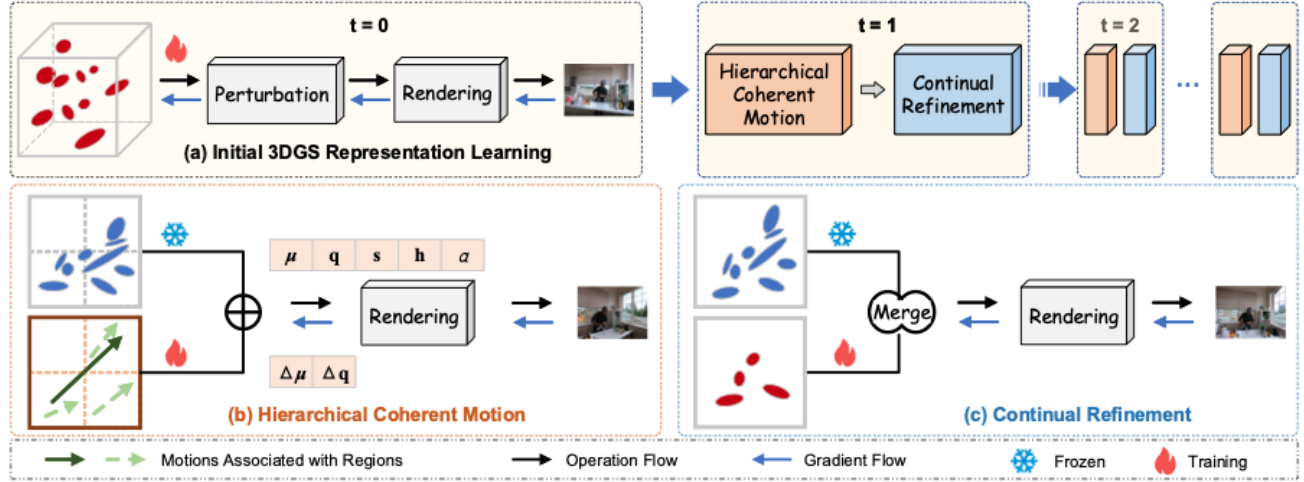 t = 0
Perturbation
Rendering
(a) Initial 3DGS Representation Learning
t = 1
Hierarchical
Coherent
Motion
Continual
Refinement
t = 2
...
μ q s h α
Rendering
Δμ Δq
(b) Hierarchical Coherent Motion
Merge
Rendering
(c) Continual Refinement
Motions Associated with Regions
Operation Flow
Gradient Flow
Frozen
Training